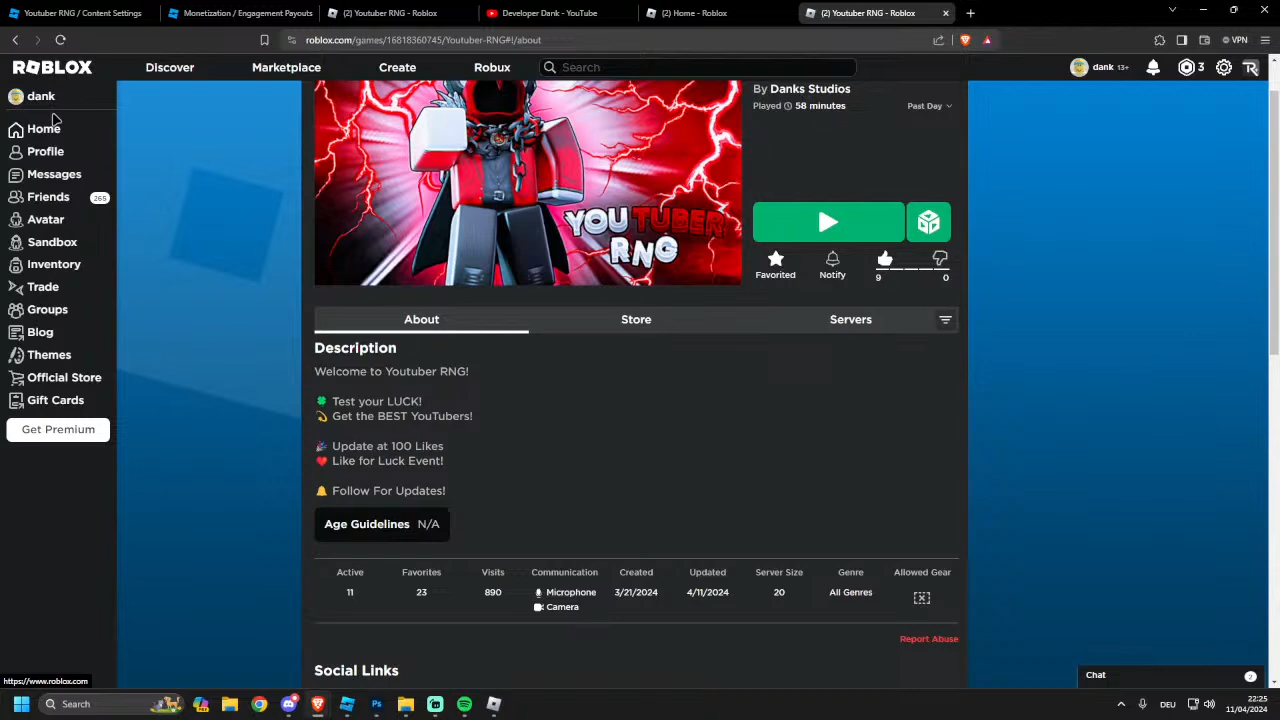 Youtuber RNG / Content Settings
Monetization / Engagement Payouts
(2) Youtuber RNG - Roblox
Developer Dank - YouTube
(2) Home - Roblox
(2) Youtuber RNG - Roblox
roblox.com/games/16818360745/Youtuber-RNG#!/about
VPN
ROBLOX
Discover
Marketplace
Create
Robux
Search
dank 13+
3
dank
Home
Profile
Messages
Friends
265
Avatar
Sandbox
Inventory
Trade
Groups
Blog
Themes
Official Store
Gift Cards
Get Premium
YOUTUBER
RNG
By Danks Studios
Played 58 minutes
Past Day
Favorited
Notify
9
0
About
Store
Servers
Description
Welcome to Youtuber RNG!
🍀 Test your LUCK!
💫 Get the BEST YouTubers!
🎉 Update at 100 Likes
❤️ Like for Luck Event!
🔔 Follow For Updates!
Age Guidelines N/A
Active Favorites Visits Communication Created Updated Server Size Genre Allowed Gear
11 23 890 Microphone 3/21/2024 4/11/2024 20 All Genres
Camera
Report Abuse
Social Links
https://www.roblox.com
Chat
2
Search
DEU
22:25
11/04/2024